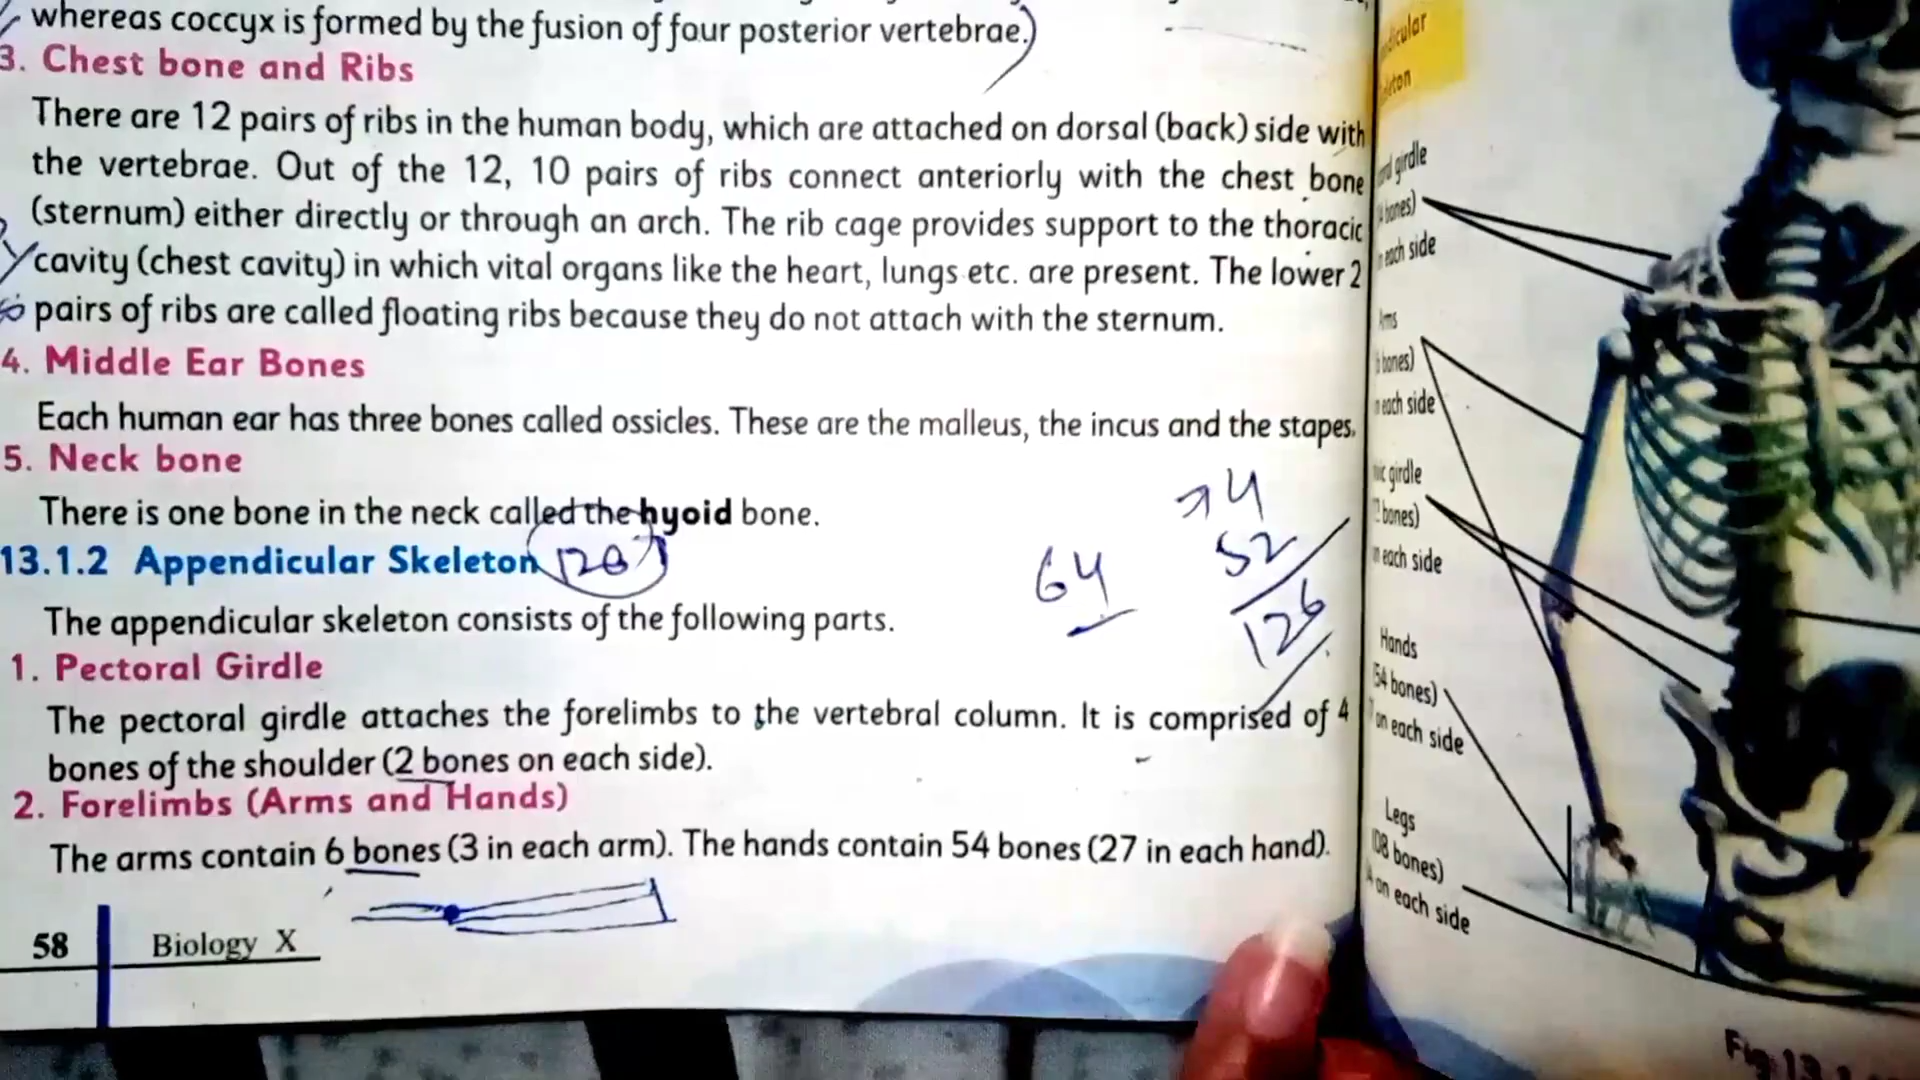 whereas coccyx is formed by the fusion of four posterior vertebrae.)
3. Chest bone and Ribs
There are 12 pairs of ribs in the human body, which are attached on dorsal (back) side with
the vertebrae. Out of the 12, 10 pairs of ribs connect anteriorly with the chest bone
(sternum) either directly or through an arch. The rib cage provides support to the thoracic
cavity (chest cavity) in which vital organs like the heart, lungs etc. are present. The lower 2
pairs of ribs are called floating ribs because they do not attach with the sternum.
4. Middle Ear Bones
Each human ear has three bones called ossicles. These are the malleus, the incus and the stapes.
5. Neck bone
There is one bone in the neck called the hyoid bone.
13.1.2 Appendicular Skeleton
The appendicular skeleton consists of the following parts.
64
74
52
126
1. Pectoral Girdle
The pectoral girdle attaches the forelimbs to the vertebral column. It is comprised of 4
bones of the shoulder (2 bones on each side).
2. Forelimbs (Arms and Hands)
The arms contain 6 bones (3 in each arm). The hands contain 54 bones (27 in each hand).
58 Biology X
girdle
bones)
each side
bones)
each side
girdle
bones)
each side
Hands
54 bones)
on each side
Legs
bones)
on each side